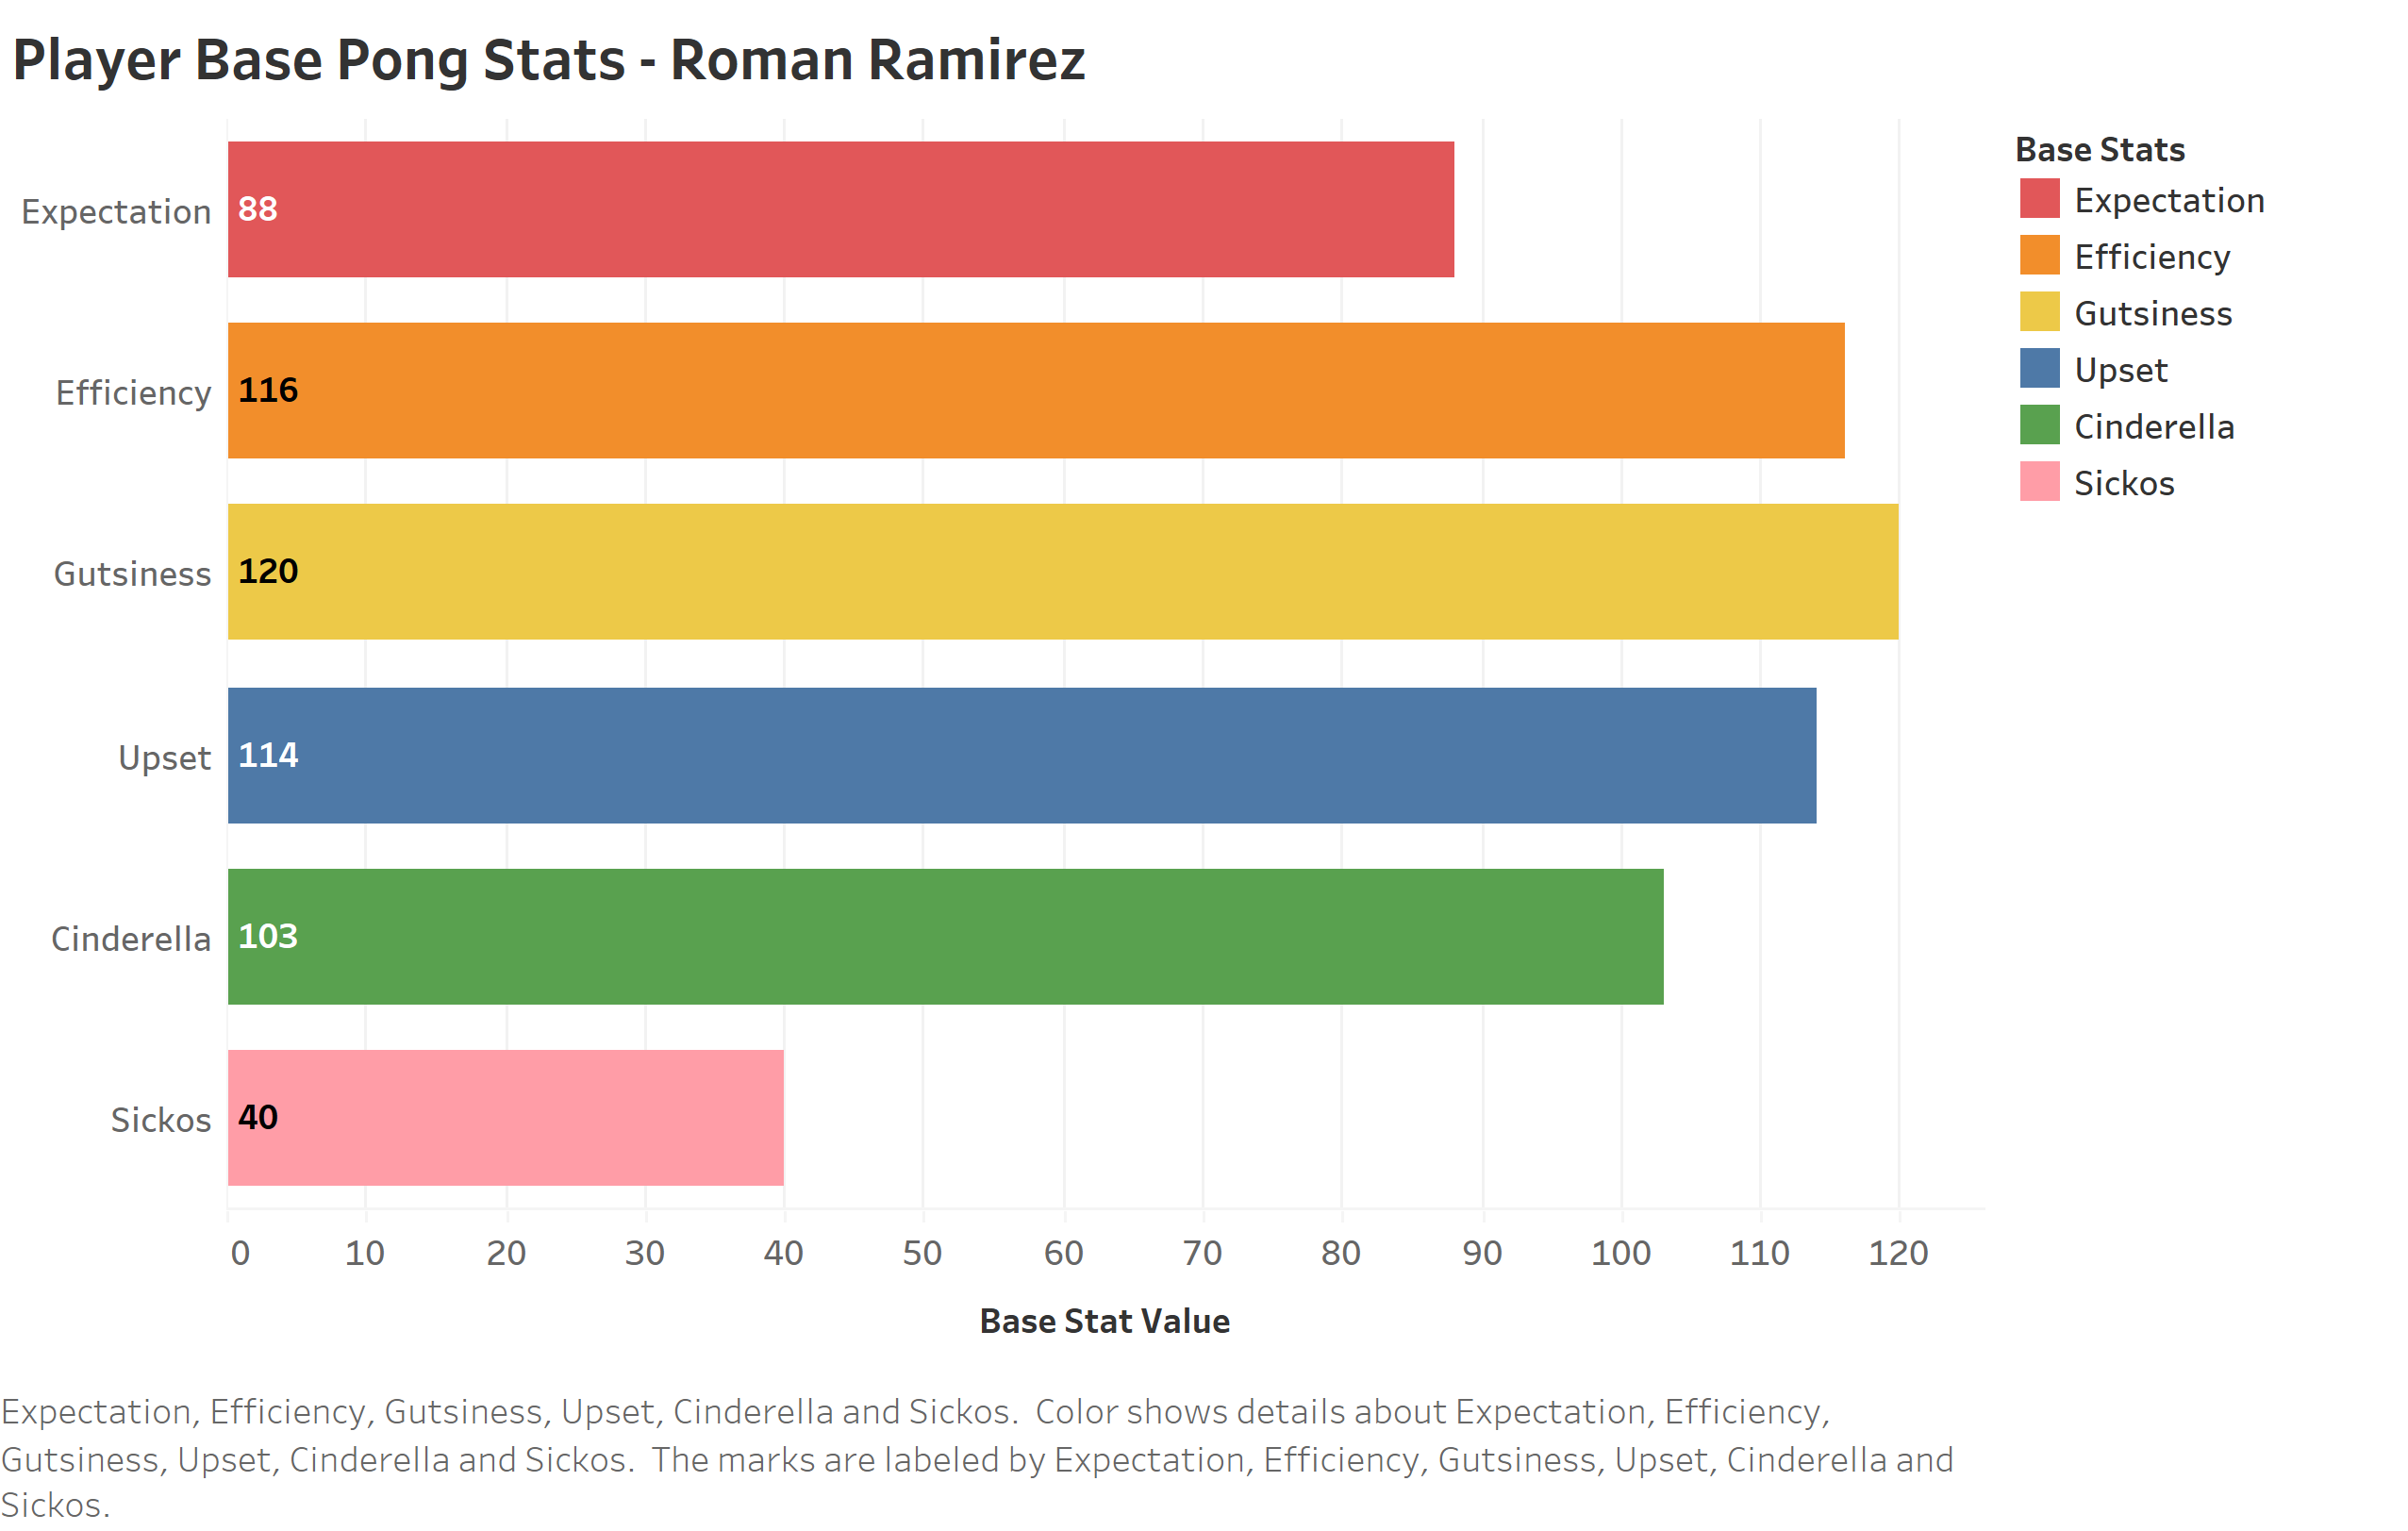 Player Base Pong Stats - Roman Ramirez
Base Stats
Expectation
Efficiency
Gutsiness
Upset
Cinderella
Sickos
Expectation 88
Efficiency 116
Gutsiness 120
Upset 114
Cinderella 103
Sickos 40
0 10 20 30 40 50 60 70 80 90 100 110 120
Base Stat Value
Expectation, Efficiency, Gutsiness, Upset, Cinderella and Sickos.  Color shows details about Expectation, Efficiency,
Gutsiness, Upset, Cinderella and Sickos.  The marks are labeled by Expectation, Efficiency, Gutsiness, Upset, Cinderella and
Sickos.